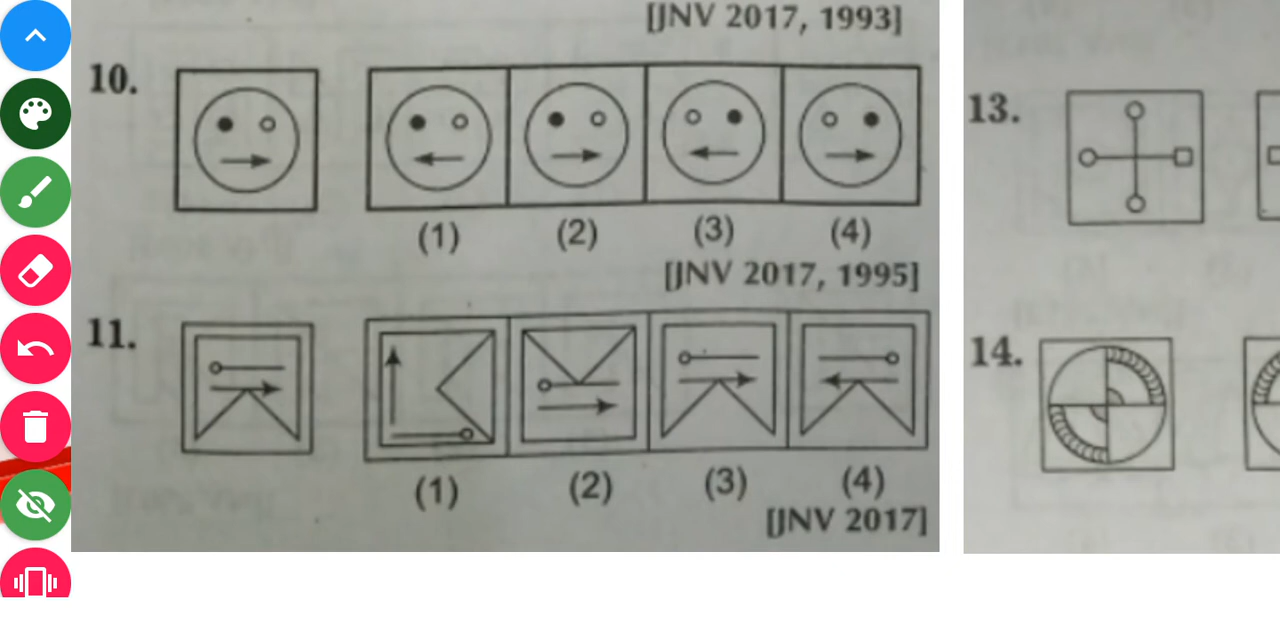 [JNV 2017, 1993]
10.
(1) (2) (3) (4)
[JNV 2017, 1995]
11.
(1) (2) (3) (4)
[JNV 2017]
13.
14.